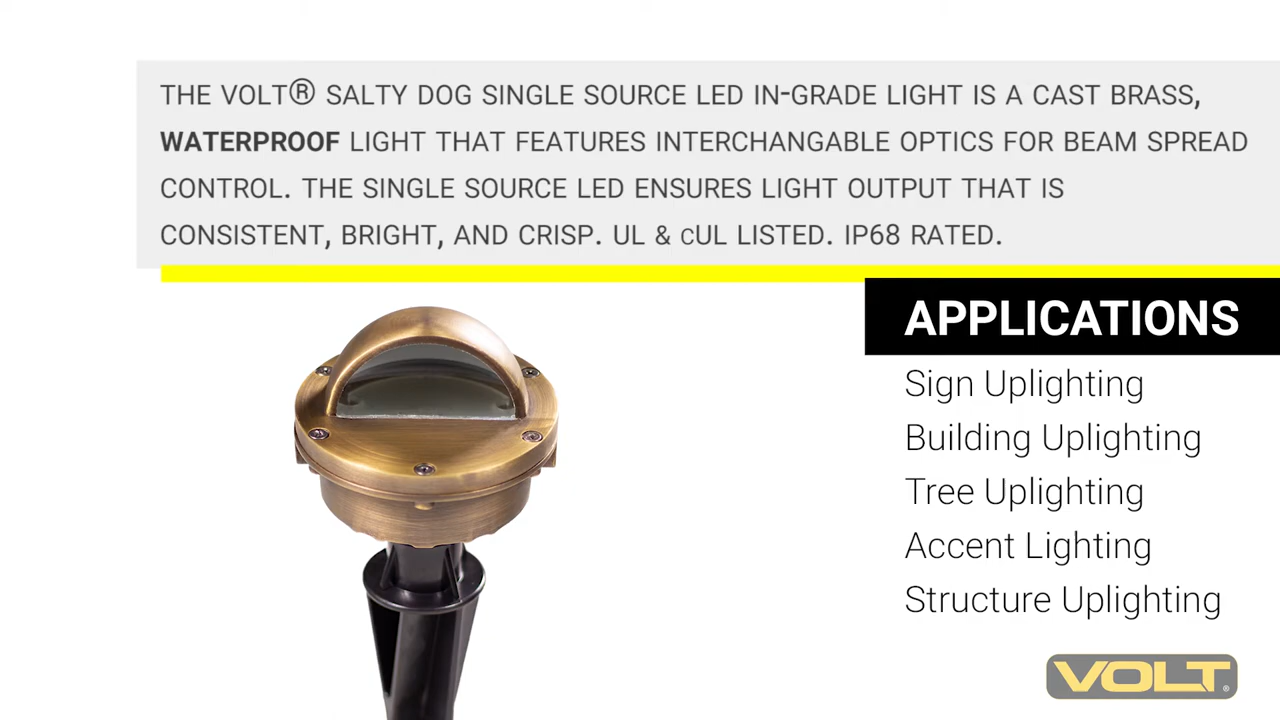 THE VOLT® SALTY DOG SINGLE SOURCE LED IN-GRADE LIGHT IS A CAST BRASS,
WATERPROOF LIGHT THAT FEATURES INTERCHANGABLE OPTICS FOR BEAM SPREAD
CONTROL. THE SINGLE SOURCE LED ENSURES LIGHT OUTPUT THAT IS
CONSISTENT, BRIGHT, AND CRISP. UL & cUL LISTED. IP68 RATED.
APPLICATIONS
Sign Uplighting
Building Uplighting
Tree Uplighting
Accent Lighting
Structure Uplighting
VOLT®